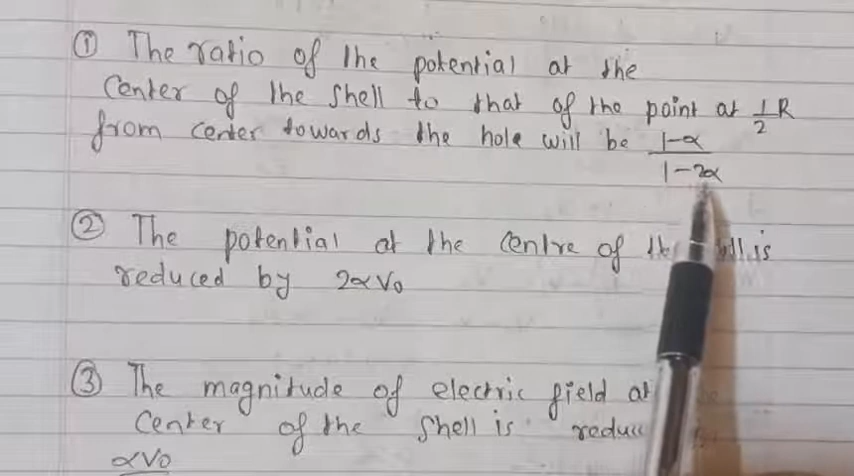 ① The ratio of the potential at the
Center of the shell to that of the point at 1/2 R
from center towards the hole will be 1-α/1-2α
② The potential at the centre of is
reduced by 2αV₀
③ The magnitude of electric field at
Center of the shell is
αV₀